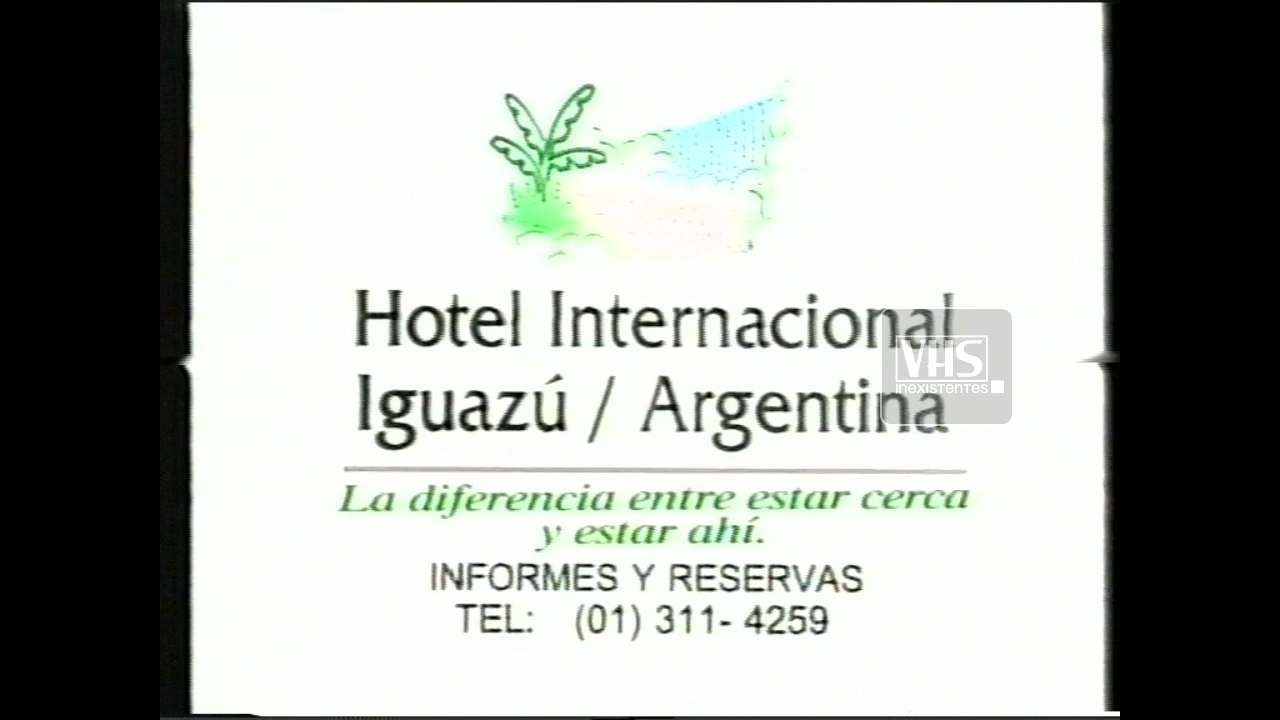 Hotel Internacional
Iguazú / Argentina
VHS
INEXISTENTES
La diferencia entre estar cerca
y estar ahí.
INFORMES Y RESERVAS
TEL: (01) 311- 4259